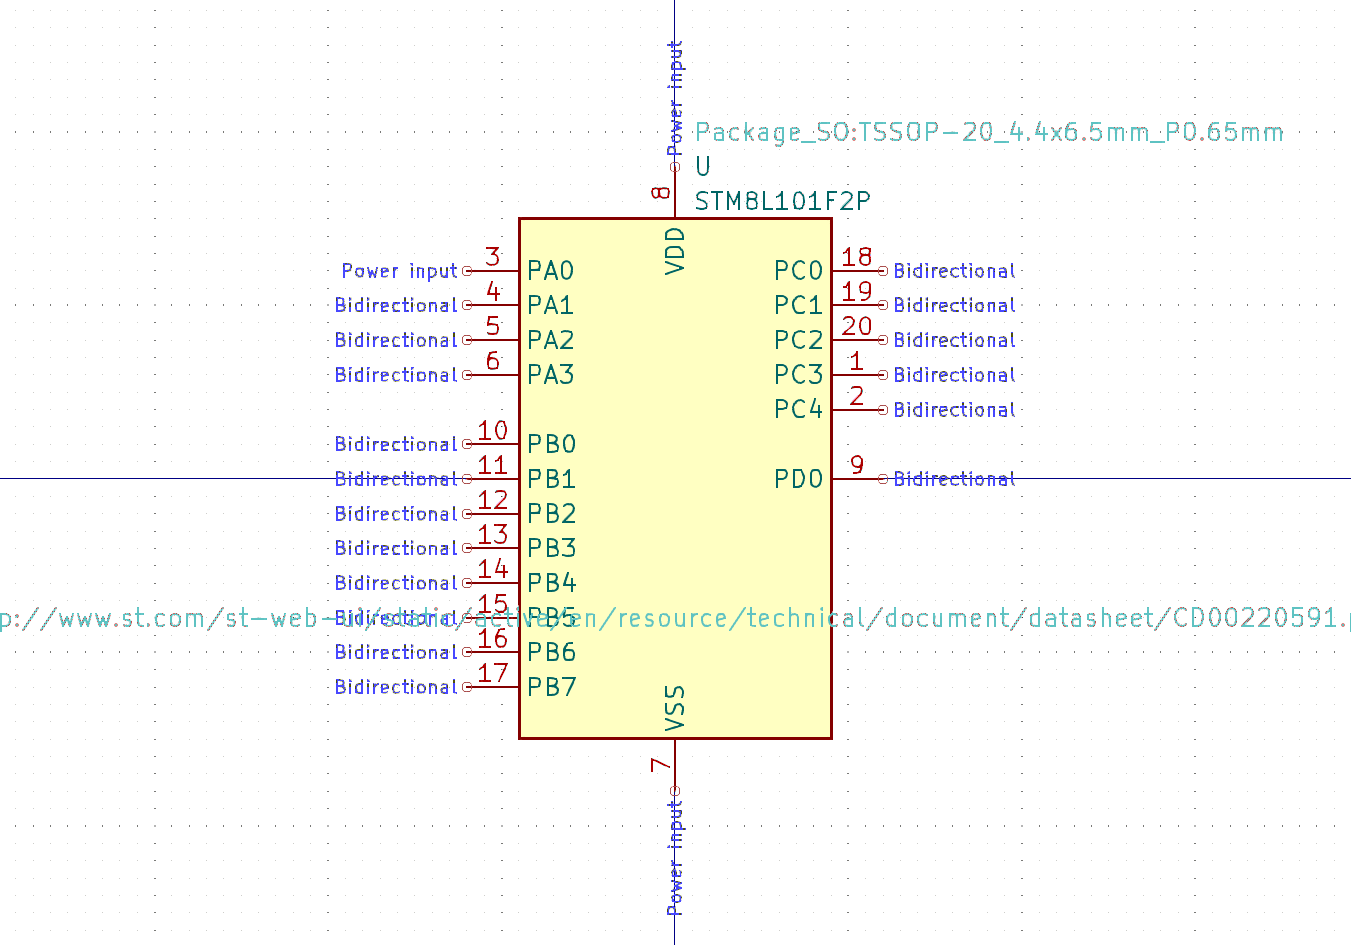 Power input
Package_SO:TSSOP-20_4.4x6.5mm_P0.65mm
U
8
STM8L101F2P
VDD
Power input 3 PA0 PC0 18 Bidirectional
Bidirectional 4 PA1 PC1 19 Bidirectional
Bidirectional 5 PA2 PC2 20 Bidirectional
Bidirectional 6 PA3 PC3 1 Bidirectional
PC4 2 Bidirectional
Bidirectional 10 PB0
Bidirectional 11 PB1 PD0 9 Bidirectional
Bidirectional 12 PB2
Bidirectional 13 PB3
Bidirectional 14 PB4
Bidirectional 15 PB5
p://www.st.com/st-web-ui/static/active/en/resource/technical/document/datasheet/CD00220591.p
Bidirectional 16 PB6
Bidirectional 17 PB7
VSS
7
Power input